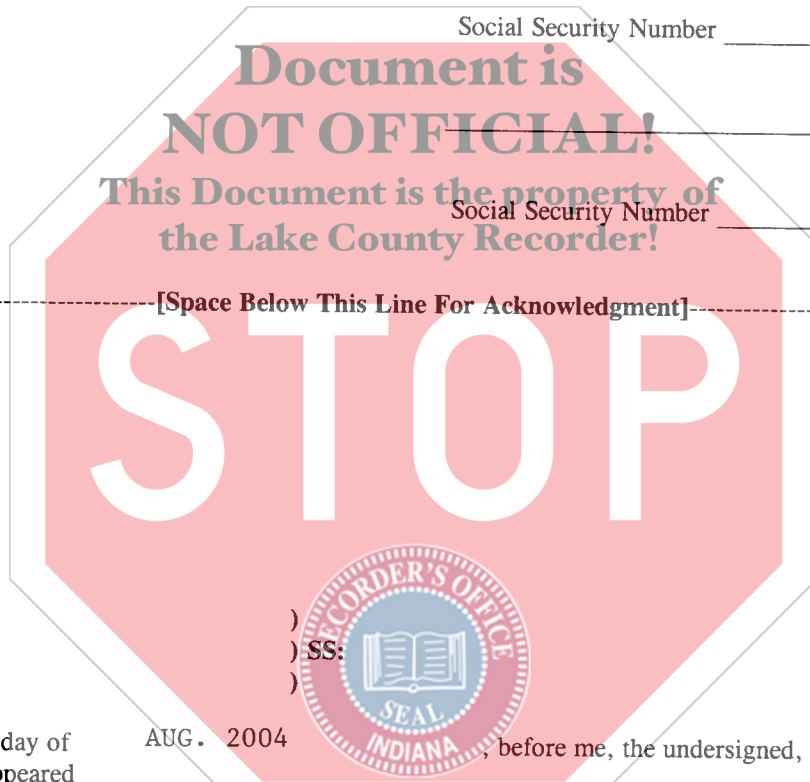 Social Security Number
Document is
NOT OFFICIAL!
This Document is the property of
Social Security Number
the Lake County Recorder!
[Space Below This Line For Acknowledgment]
STOP
RECORDER'S OFFICE
)
) SS:
)
SEAL
INDIANA
day of AUG. 2004 , before me, the undersigned,